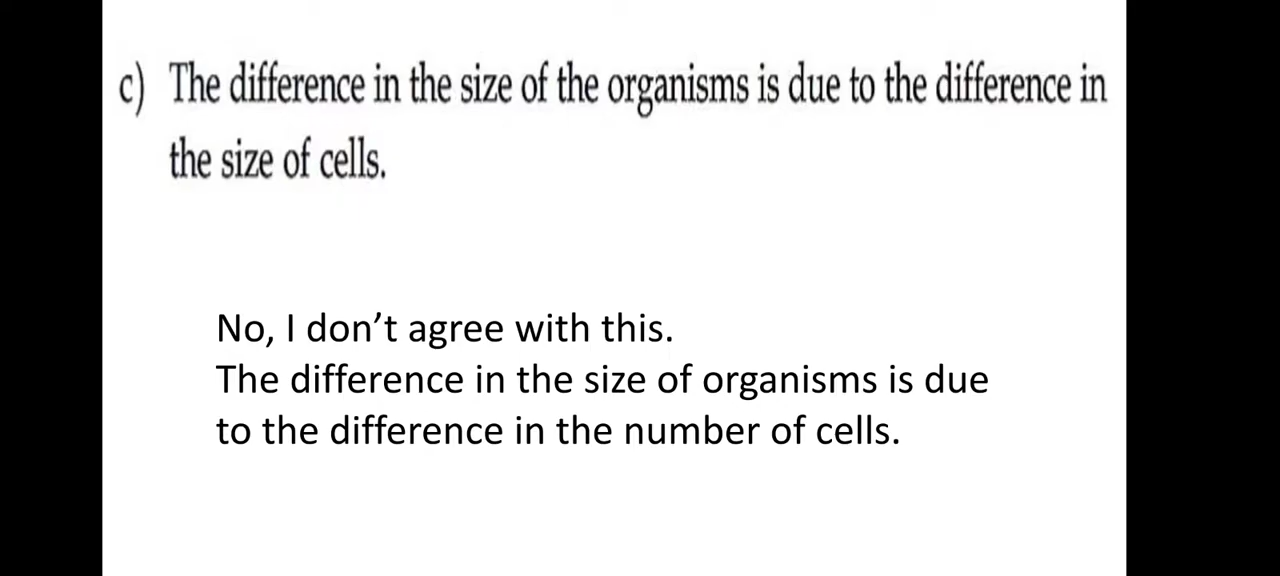 c) The difference in the size of the organisms is due to the difference in
the size of cells.
No, I don’t agree with this.
The difference in the size of organisms is due
to the difference in the number of cells.